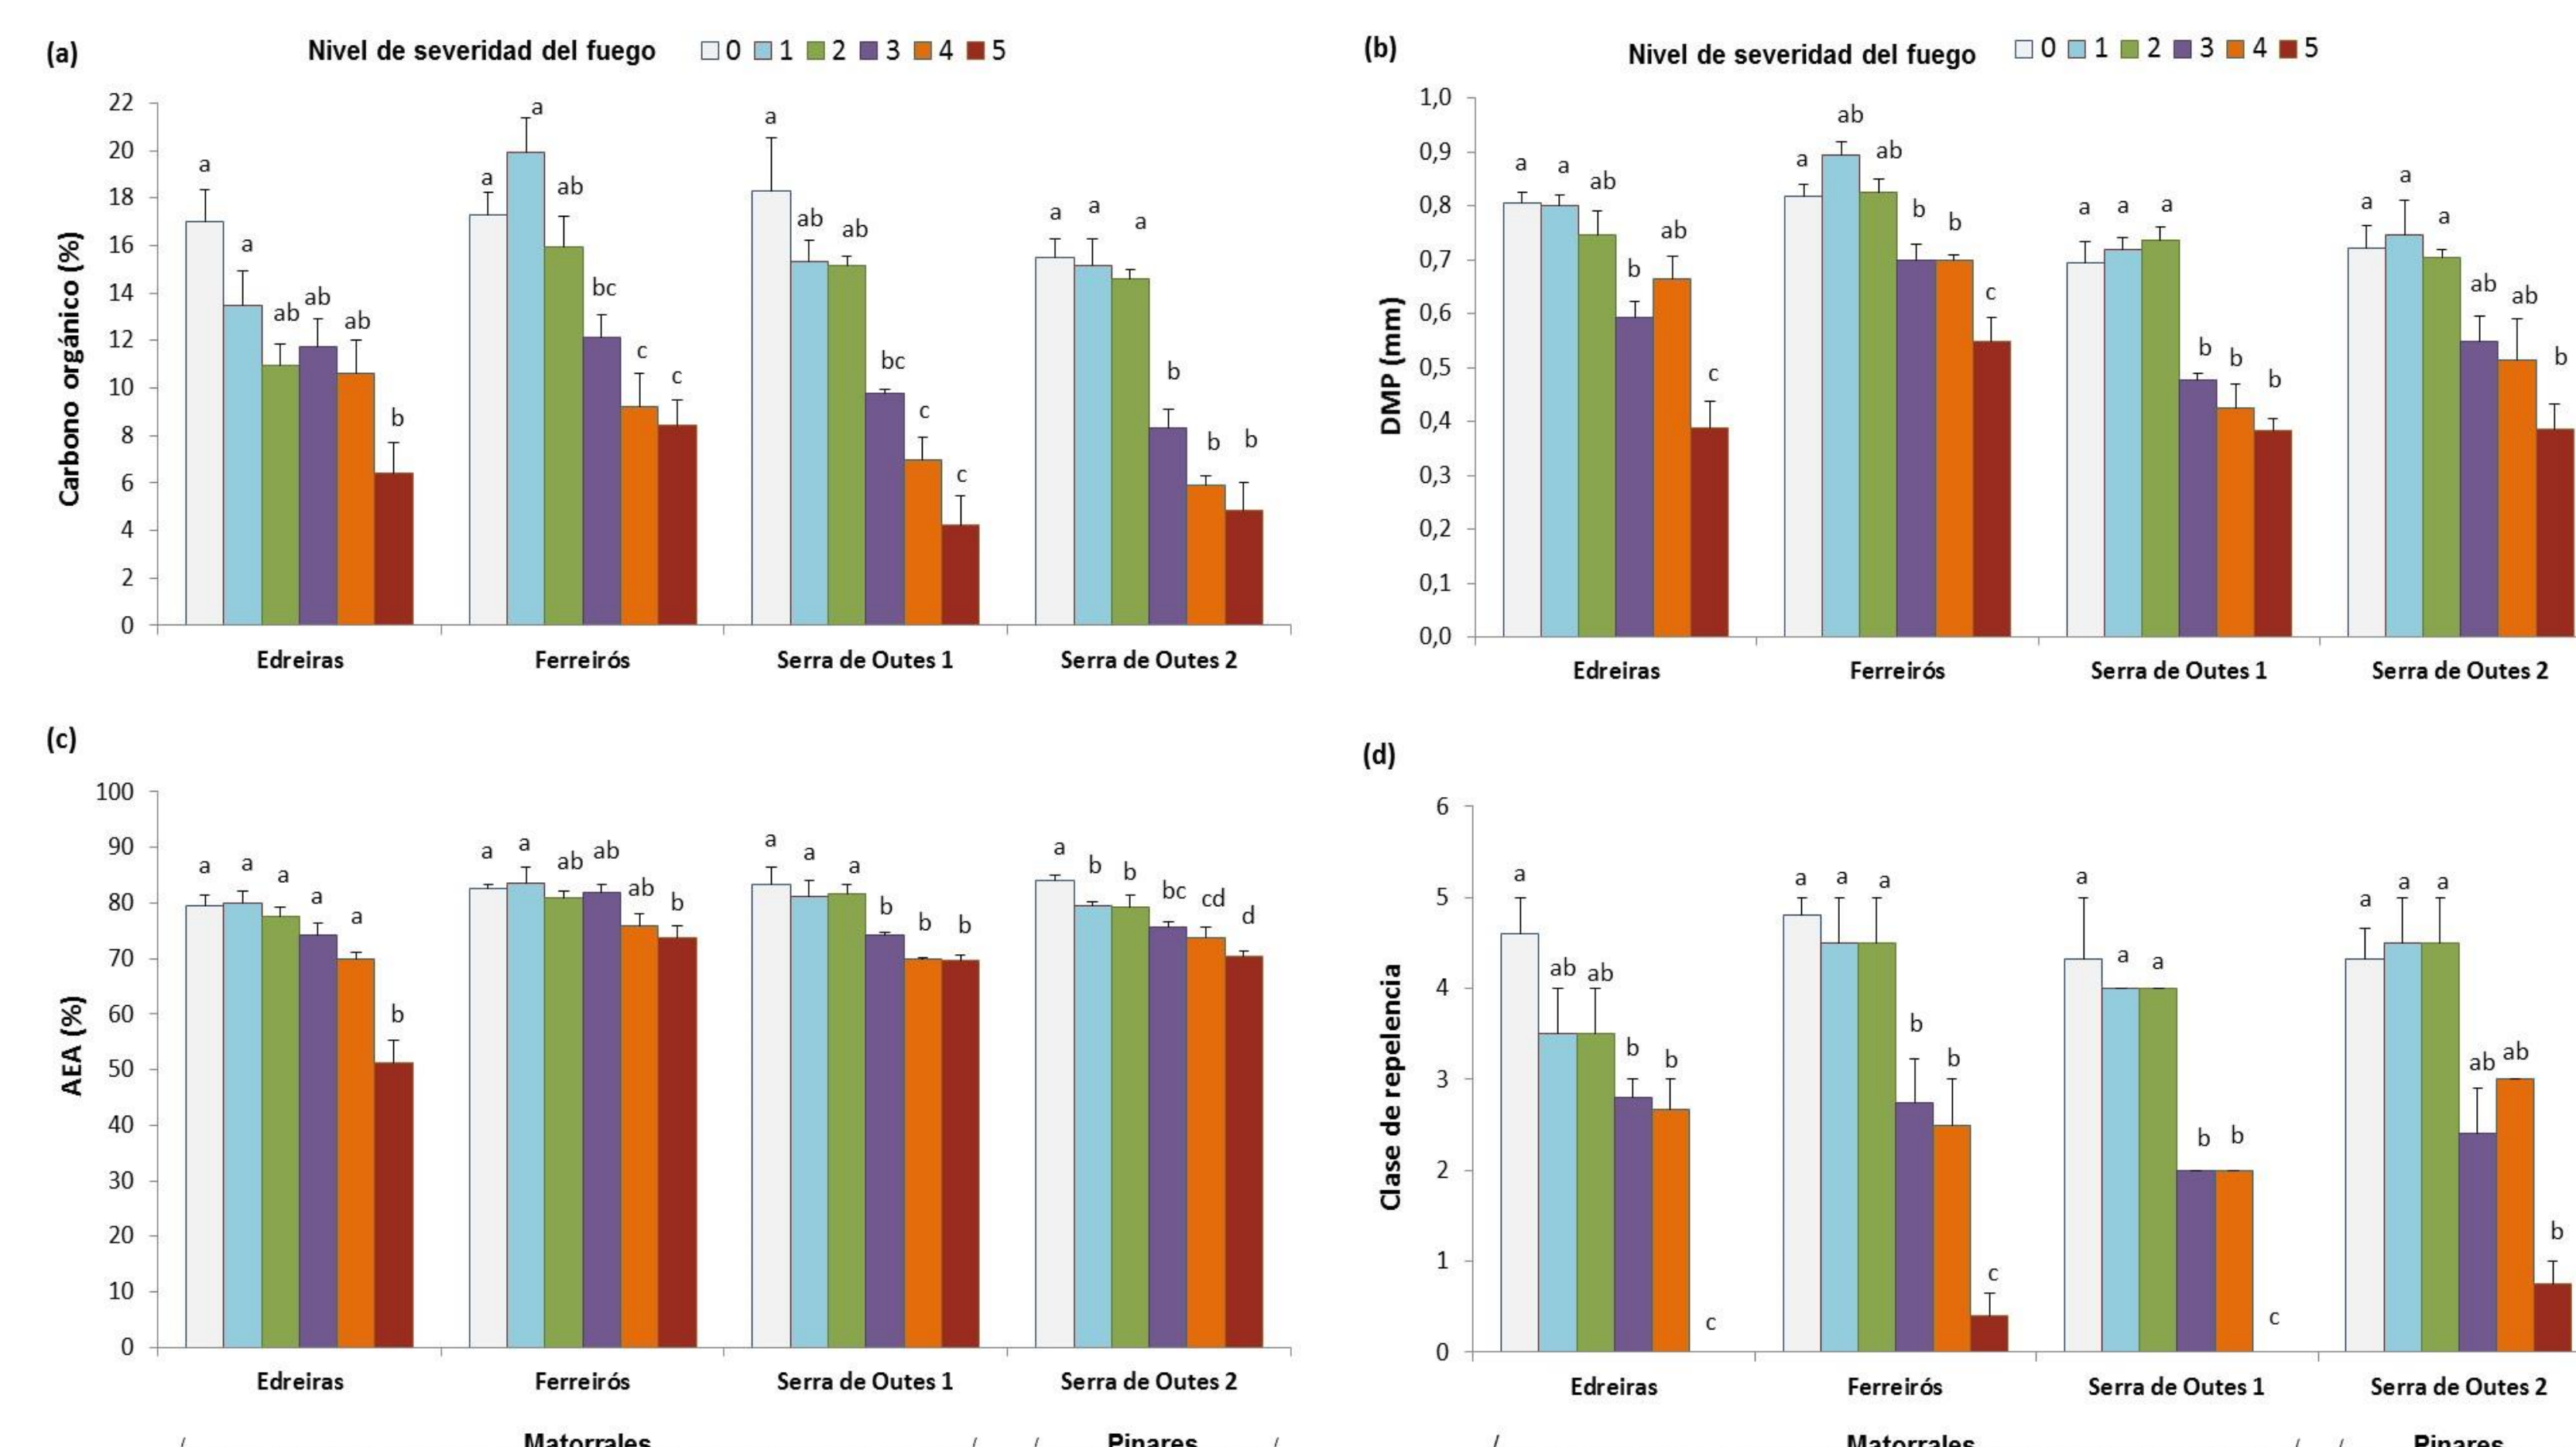 (a)
Nivel de severidad del fuego 0 1 2 3 4 5
Carbono orgánico (%)
22
20
18
16
14
12
10
8
6
4
2
0
a a ab ab ab b
a a ab bc c c
a ab ab bc c c
a a a b b b
Edreiras Ferreirós Serra de Outes 1 Serra de Outes 2
(b)
Nivel de severidad del fuego 0 1 2 3 4 5
DMP (mm)
1,0
0,9
0,8
0,7
0,6
0,5
0,4
0,3
0,2
0,1
0,0
a a ab b ab c
a ab ab b b c
a a a b b b
a a a ab ab b
Edreiras Ferreirós Serra de Outes 1 Serra de Outes 2
(c)
AEA (%)
100
90
80
70
60
50
40
30
20
10
0
a a a a a b
a a ab ab ab b
a a a b b b
a b b bc cd d
Edreiras Ferreirós Serra de Outes 1 Serra de Outes 2
Matorrales Pinares
(d)
Clase de repelencia
6
5
4
3
2
1
0
a ab ab b b c
a a a b b c
a a a b b c
a a a ab ab b
Edreiras Ferreirós Serra de Outes 1 Serra de Outes 2
Matorrales Pinares